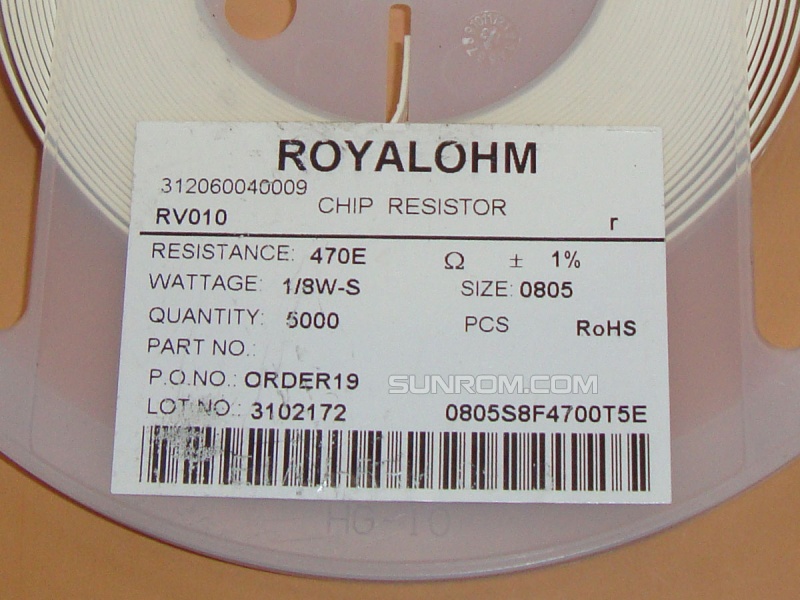 ROYALOHM
312060040009
CHIP RESISTOR
RV010
r
RESISTANCE: 470E Ω ± 1%
WATTAGE: 1/8W-S SIZE: 0805
QUANTITY: 5000 PCS RoHS
PART NO.:
P.O.NO.: ORDER19
SUNROM.COM
LOT NO.: 3102172 0805S8F4700T5E
HG-10